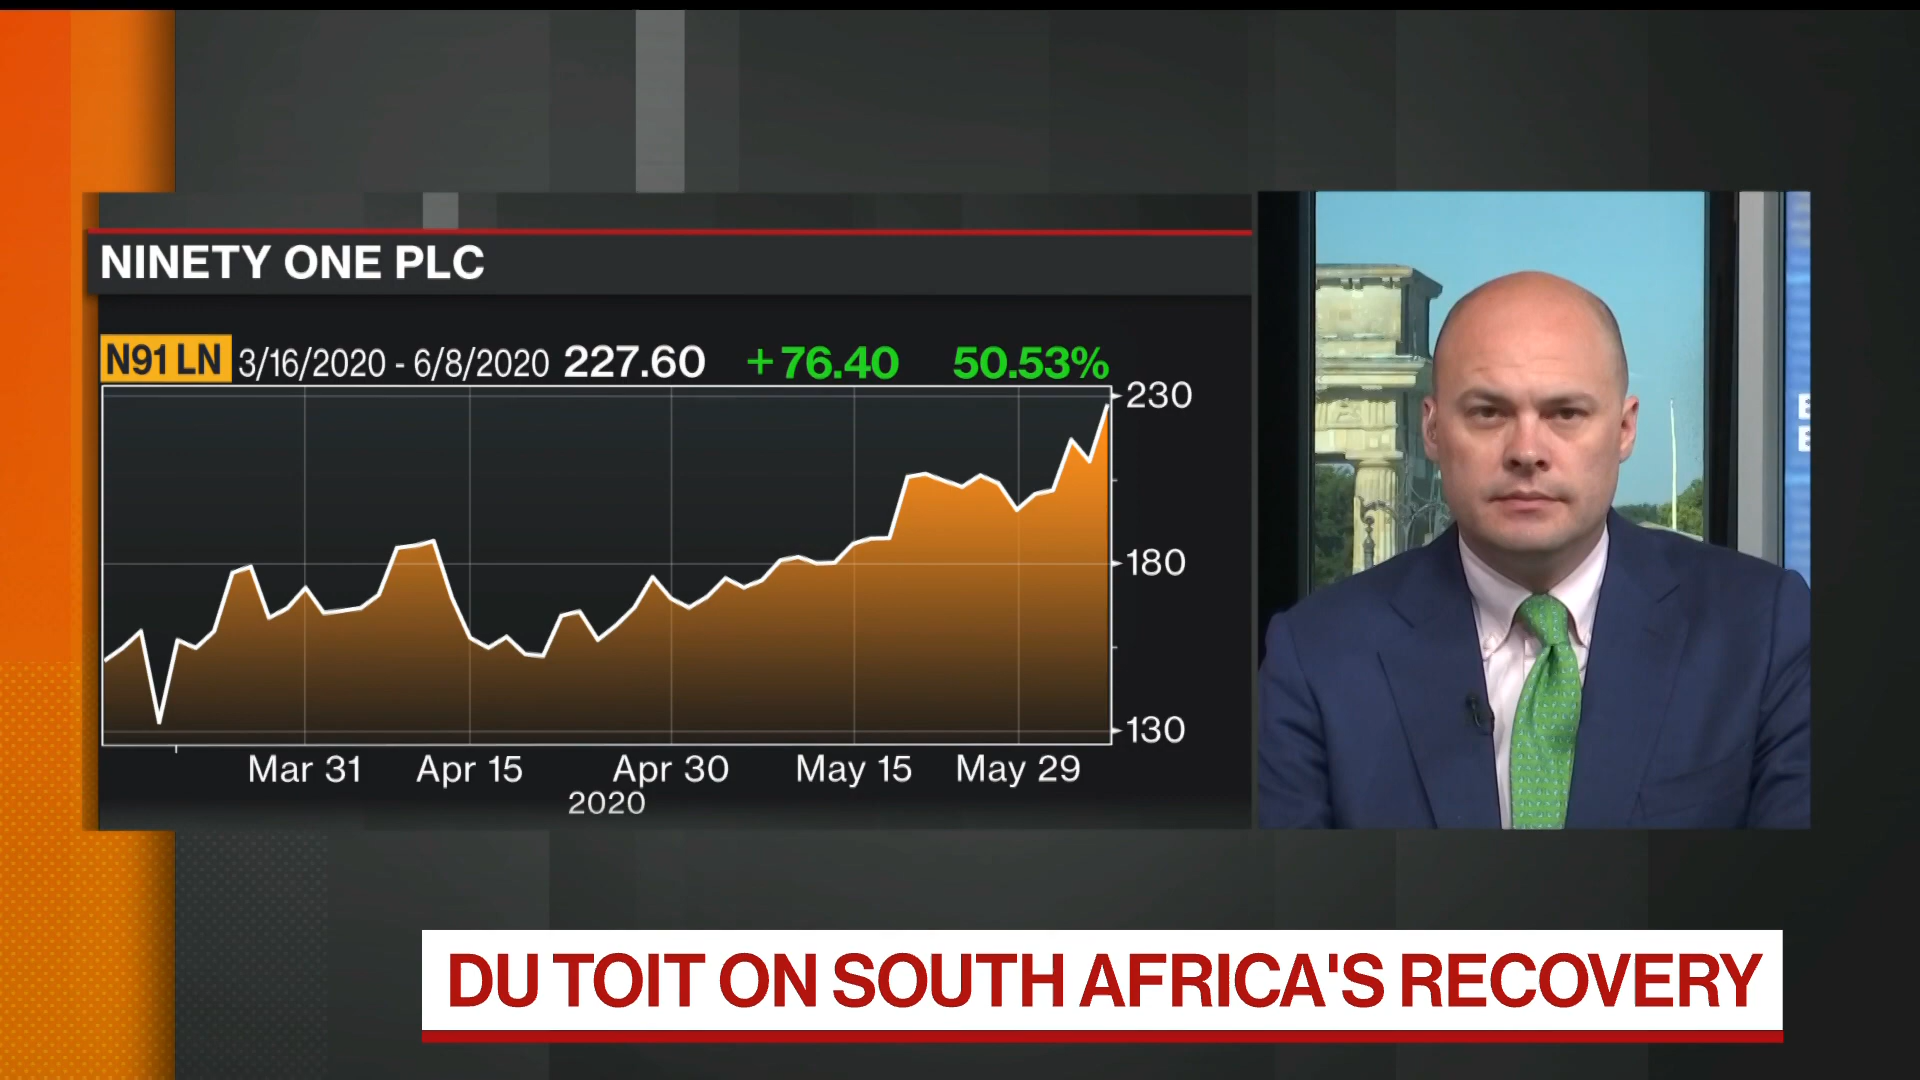 NINETY ONE PLC
N91 LN 3/16/2020 - 6/8/2020 227.60 +76.40 50.53%
230
180
130
Mar 31 Apr 15 Apr 30 May 15 May 29
2020
DU TOIT ON SOUTH AFRICA'S RECOVERY